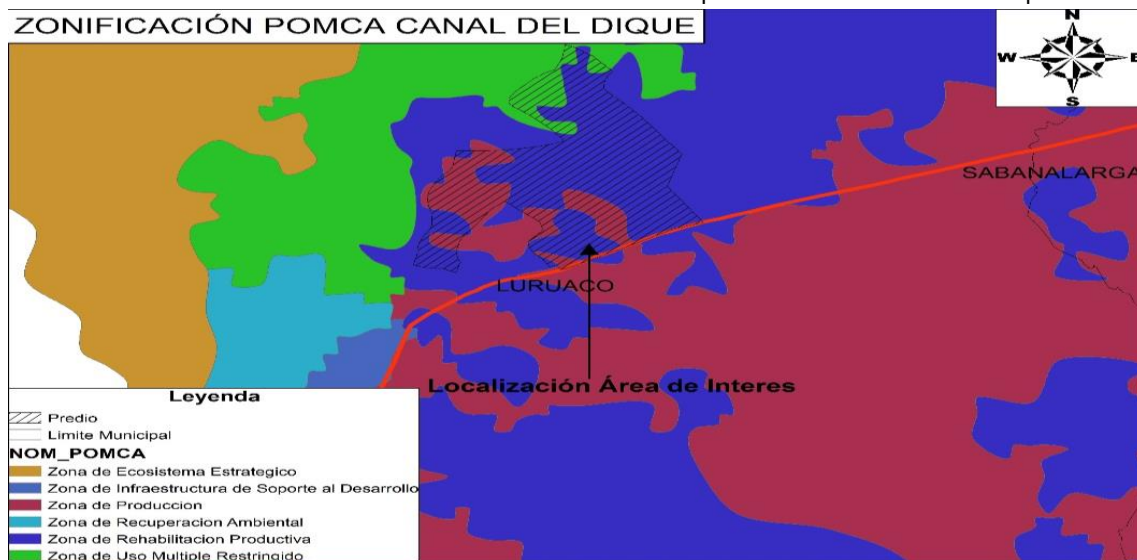 ZONIFICACIÓN POMCA CANAL DEL DIQUE
N
W E
S
SABANALARGA
LURUACO
Localización Área de Interes
Leyenda
Predio
Limite Municipal
NOM_POMCA
Zona de Ecosistema Estrategico
Zona de Infraestructura de Soporte al Desarrollo
Zona de Produccion
Zona de Recuperacion Ambiental
Zona de Rehabilitacion Productiva
Zona de Uso Multiple Restringido